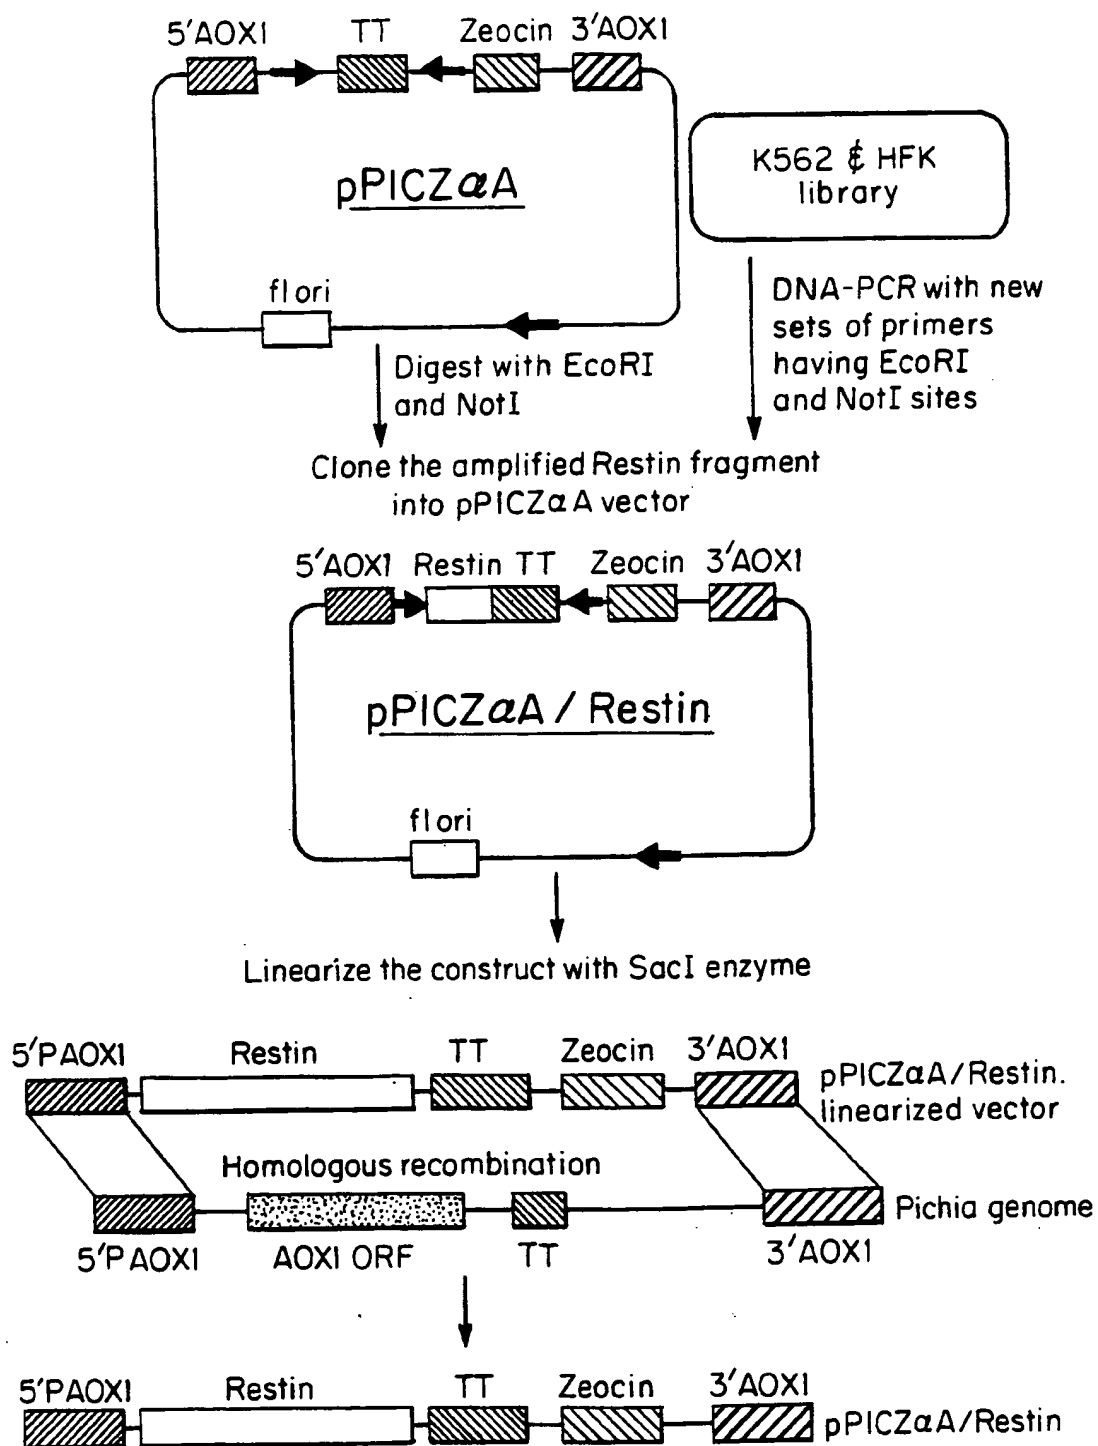 5'AOX1 TT Zeocin 3'AOX1
pPICZαA
K562 ¢ HFK
library
f1 ori
DNA-PCR with new
sets of primers
having EcoRI
and NotI sites
Digest with EcoRI
and NotI
Clone the amplified Restin fragment
into pPICZαA vector
5'AOX1 Restin TT Zeocin 3'AOX1
pPICZαA / Restin
f1 ori
Linearize the construct with SacI enzyme
5'PAOX1 Restin TT Zeocin 3'AOX1
pPICZαA/Restin.
linearized vector
Homologous recombination
Pichia genome
5'PAOX1 AOX1 ORF TT 3'AOX1
5'PAOX1 Restin TT Zeocin 3'AOX1
pPICZαA/Restin